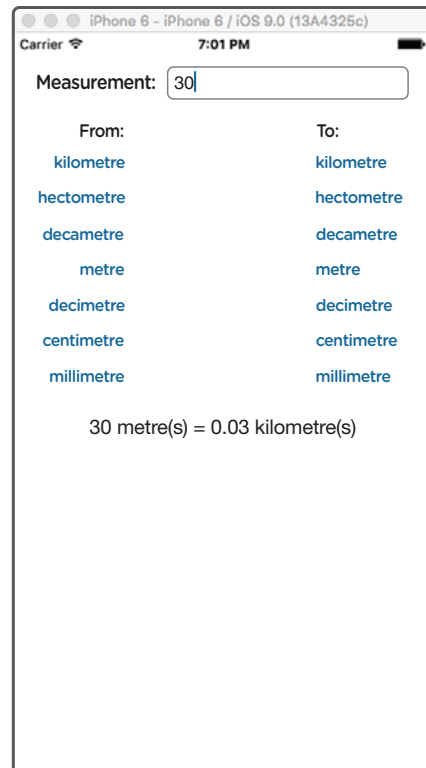 iPhone 6 - iPhone 6 / iOS 9.0 (13A4325c)
Carrier 7:01 PM
Measurement: 30
From: To:
kilometre kilometre
hectometre hectometre
decametre decametre
metre metre
decimetre decimetre
centimetre centimetre
millimetre millimetre
30 metre(s) = 0.03 kilometre(s)